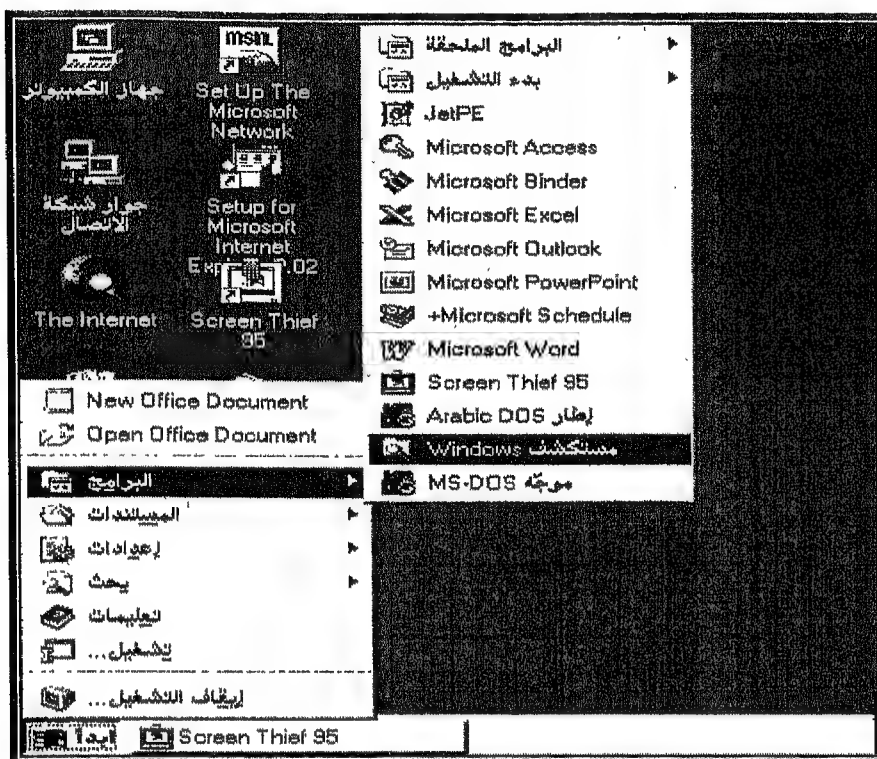 جهاز الكمبيوتر
msn.
Set Up The
Microsoft
Network
جوار شبكة
الاتصال
Setup for
Microsoft
Internet
The Internet
Screen Thief
95
البرامج الملحقة
بدء التشغيل
JetPE
Microsoft Access
Microsoft Binder
Microsoft Excel
Microsoft Outlook
Microsoft PowerPoint
+Microsoft Schedule
Microsoft Word
Screen Thief 95
إطار Arabic DOS
مستكشف Windows
موجّه MS-DOS
New Office Document
Open Office Document
البرامج
المستندات
إعدادات
بحث
تعليمات
تشغيل...
إيقاف التشغيل...
ابدأ
Screen Thief 95